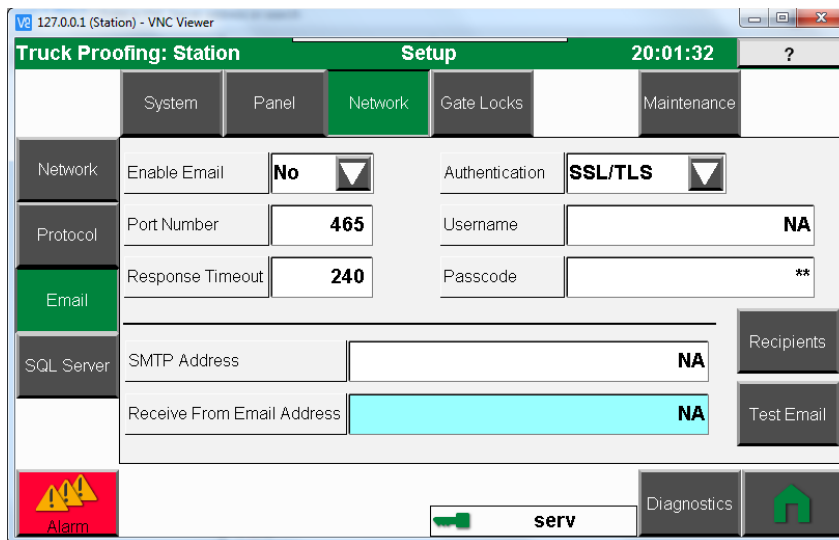 127.0.0.1 (Station) - VNC Viewer
Truck Proofing: Station Setup 20:01:32 ?
System Panel Network Gate Locks Maintenance
Network Enable Email No Authentication SSL/TLS
Protocol Port Number 465 Username NA
Email Response Timeout 240 Passcode **
SQL Server SMTP Address NA Recipients
Receive From Email Address NA Test Email
Alarm serv Diagnostics